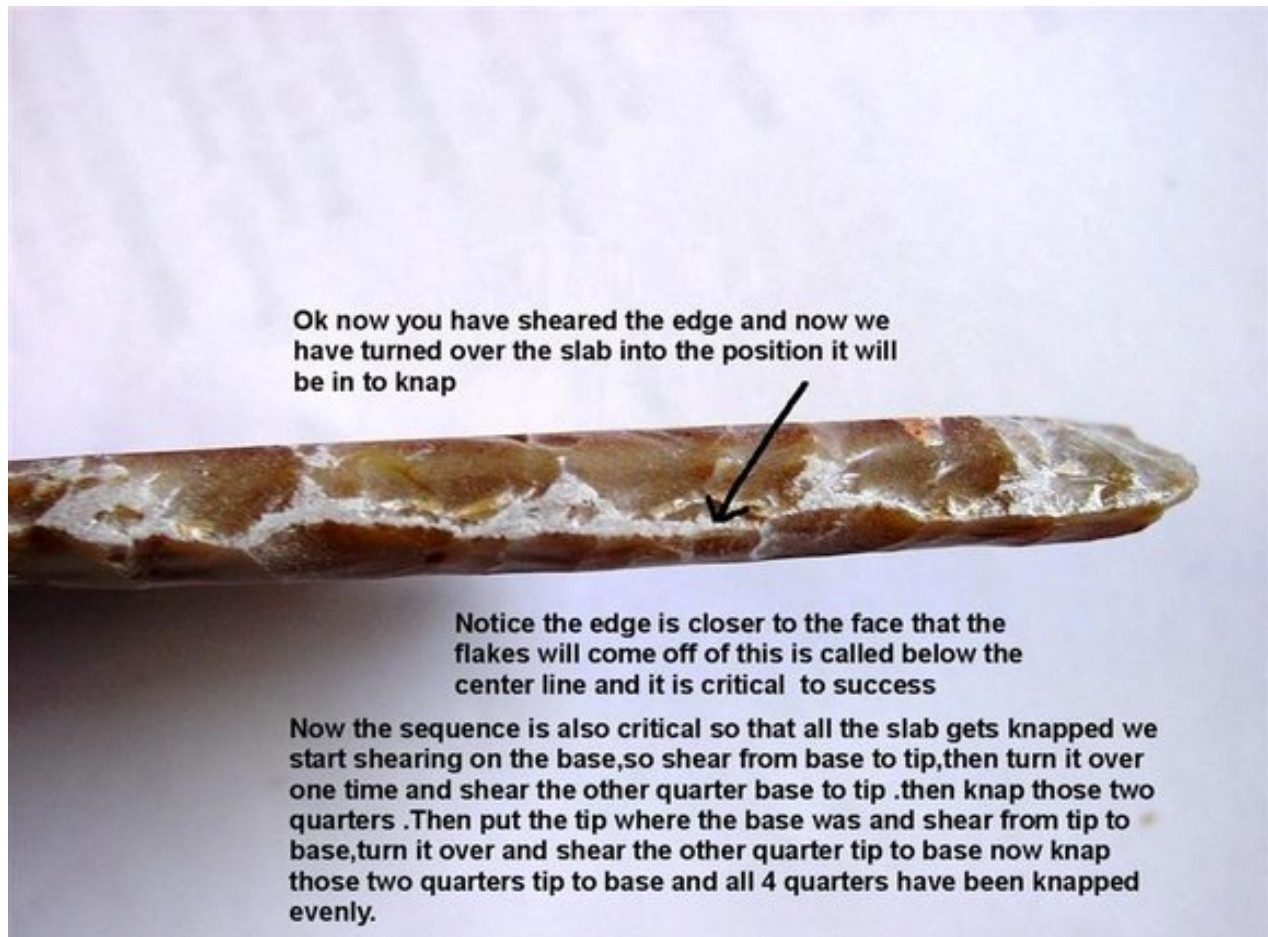 Ok now you have sheared the edge and now we
have turned over the slab into the position it will
be in to knap
Notice the edge is closer to the face that the
flakes will come off of this is called below the
center line and it is critical to success
Now the sequence is also critical so that all the slab gets knapped we
start shearing on the base,so shear from base to tip,then turn it over
one time and shear the other quarter base to tip .then knap those two
quarters .Then put the tip where the base was and shear from tip to
base,turn it over and shear the other quarter tip to base now knap
those two quarters tip to base and all 4 quarters have been knapped
evenly.